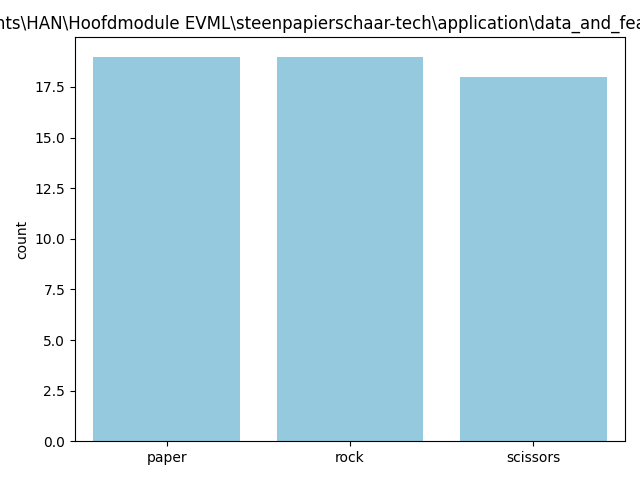 nts\HAN\Hoofdmodule EVML\steenpapierschaar-tech\application\data_and_fea
17.5
15.0
12.5
10.0
7.5
5.0
2.5
0.0
count
paper rock scissors